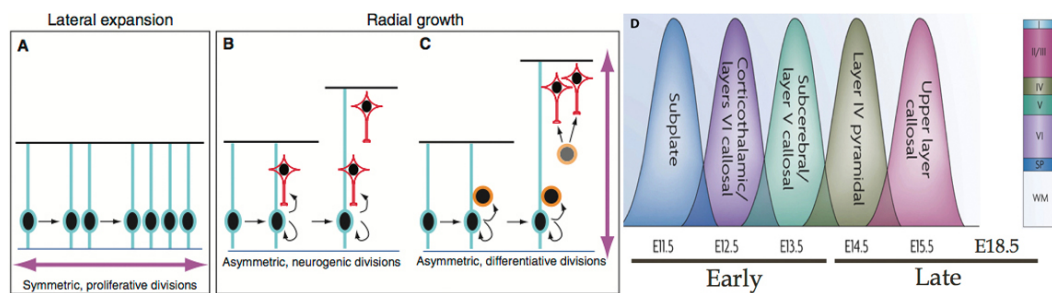 Lateral expansion
Radial growth
A
B
C
Symmetric, proliferative divisions
Asymmetric, neurogenic divisions
Asymmetric, differentiative divisions
D
Subplate
Corticothalamic/
layers VI callosal
Subcerebral/
layer V callosal
Layer IV pyramidal
Upper layer
callosal
E11.5
E12.5
E13.5
E14.5
E15.5
E18.5
Early
Late
I
II/III
IV
V
VI
SP
WM